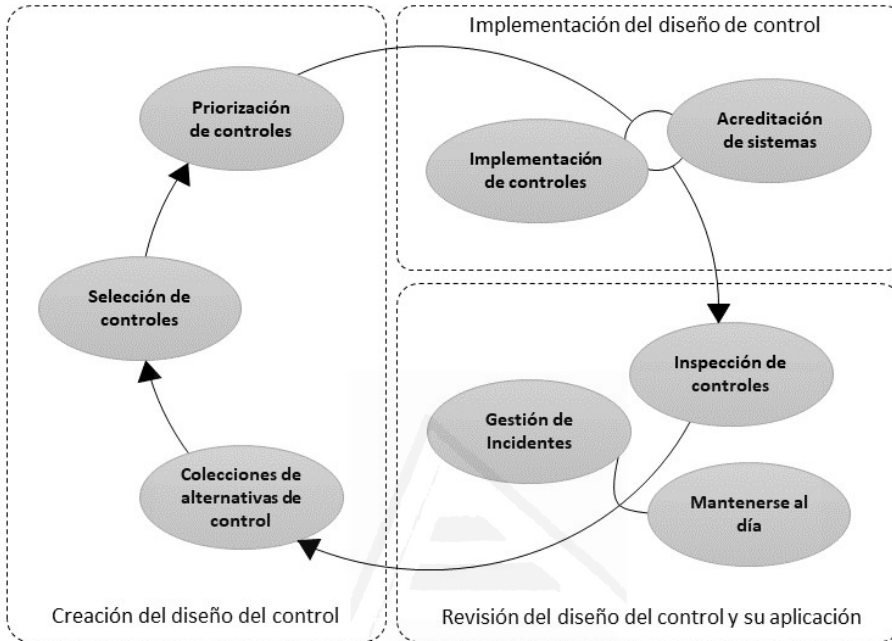 Implementación del diseño de control
Priorización
de controles
Acreditación
de sistemas
Implementación
de controles
Selección de
controles
Inspección de
controles
Gestión de
Incidentes
Colecciones de
alternativas de
control
Mantenerse al
día
Creación del diseño del control
Revisión del diseño del control y su aplicación